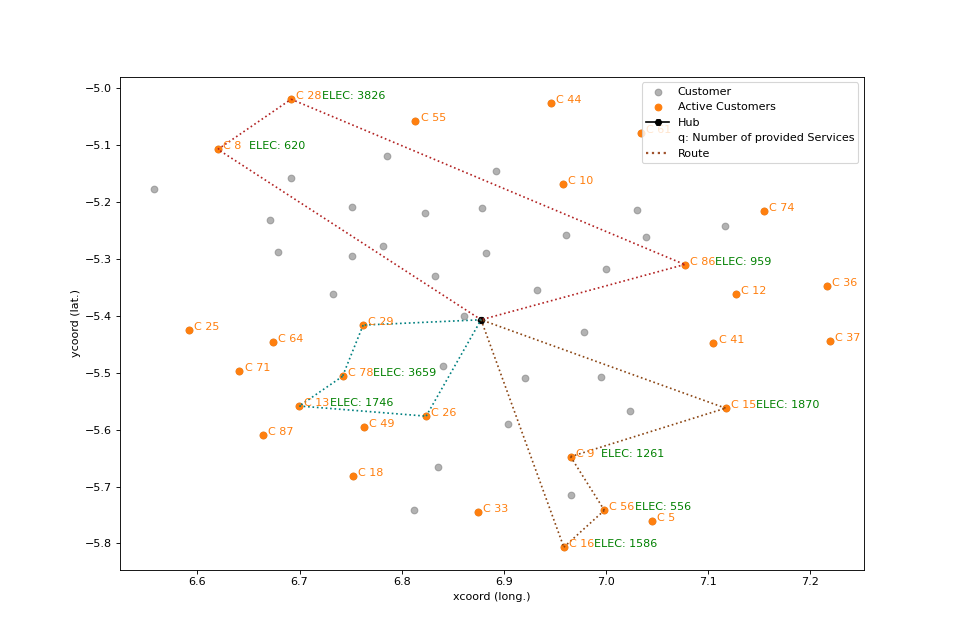 −5.0
−5.1
−5.2
−5.3
−5.4
−5.5
−5.6
−5.7
−5.8
ycoord (lat.)
6.6
6.7
6.8
6.9
7.0
7.1
7.2
xcoord (long.)
Customer
Active Customers
Hub
q: Number of provided Services
Route
C 28 ELEC: 3826
C 44
C 55
C 8 ELEC: 620
C 10
C 74
C 86 ELEC: 959
C 36
C 12
C 25
C 29
C 64
C 41
C 37
C 71
C 78 ELEC: 3659
C 13 ELEC: 1746
C 15 ELEC: 1870
C 26
C 49
C 87
C 9 ELEC: 1261
C 18
C 33
C 56 ELEC: 556
C 5
C 16 ELEC: 1586